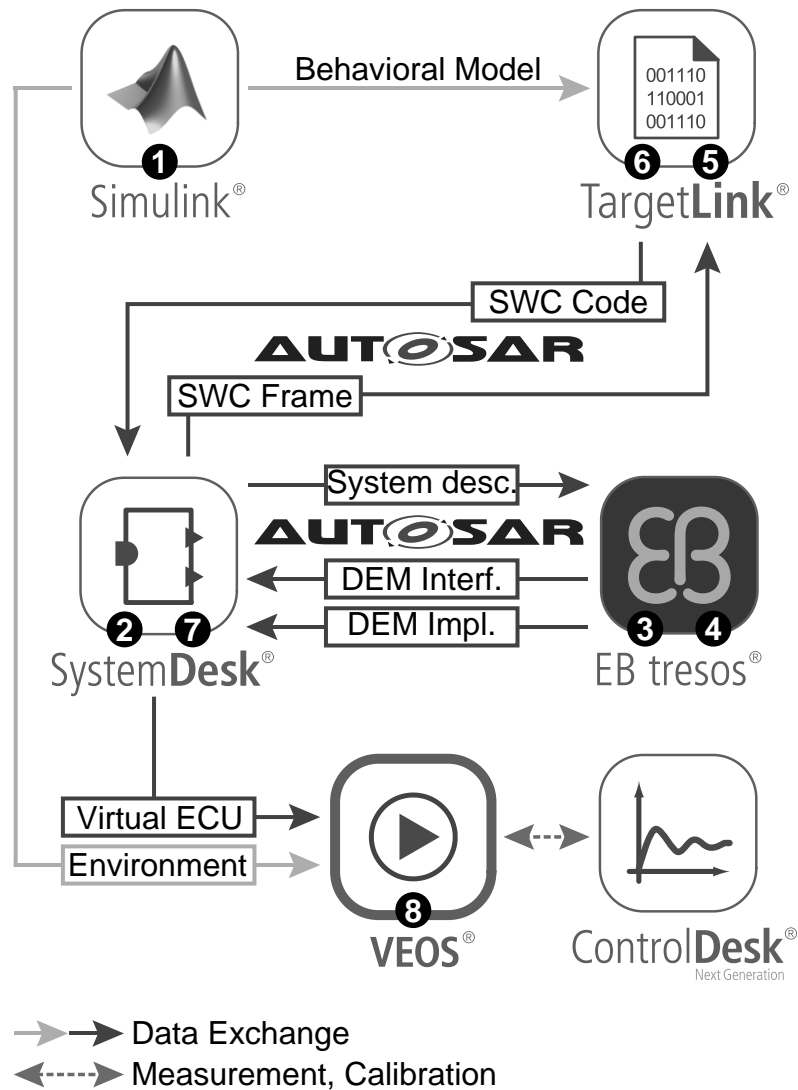 Behavioral Model
001110
110001
001110
1
6
5
Simulink®
TargetLink®
SWC Code
AUTOSAR
SWC Frame
System desc.
AUTOSAR
DEM Interf.
DEM Impl.
2
7
3
4
SystemDesk®
EB tresos®
Virtual ECU
Environment
8
VEOS®
ControlDesk®
Next Generation
Data Exchange
Measurement, Calibration